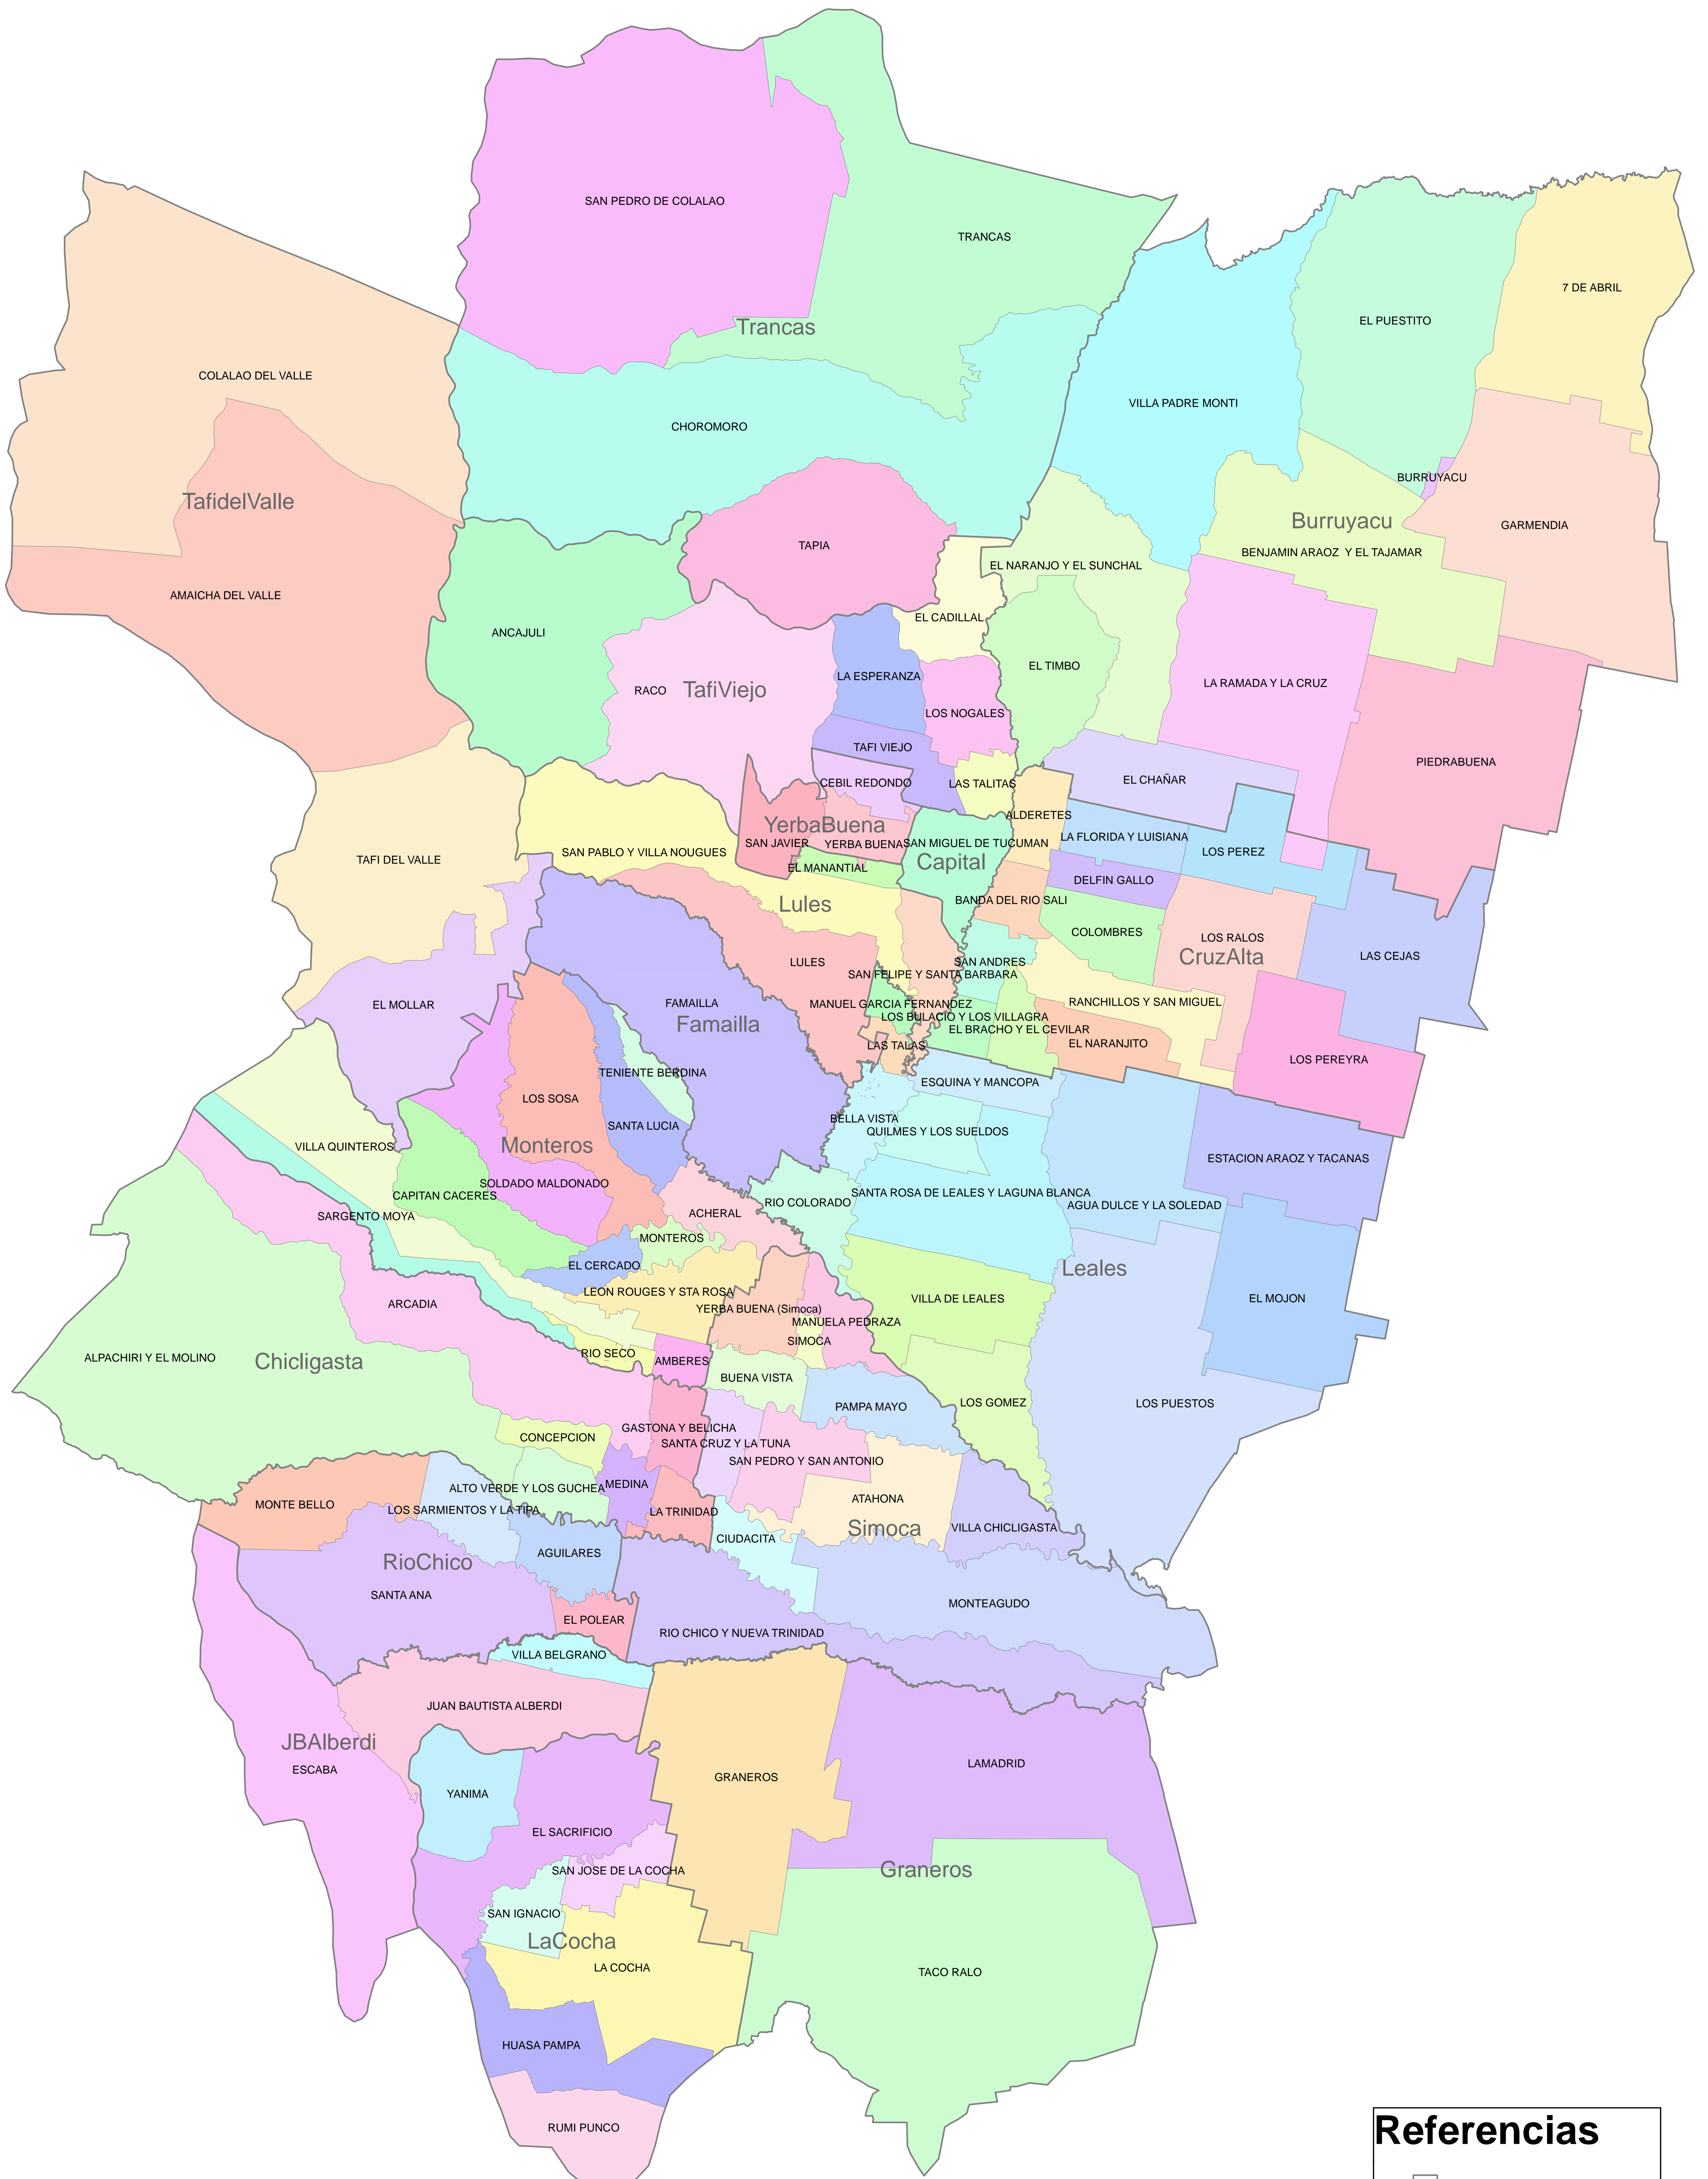 SAN PEDRO DE COLALAO
TRANCAS
7 DE ABRIL
EL PUESTITO
Trancas
COLALAO DEL VALLE
VILLA PADRE MONTI
CHOROMORO
BURRUYACU
TafidelValle
Burruyacu
GARMENDIA
TAPIA
BENJAMIN ARAOZ Y EL TAJAMAR
EL NARANJO Y EL SUNCHAL
AMAICHA DEL VALLE
EL CADILLAL
ANCAJULI
EL TIMBO
LA ESPERANZA
LA RAMADA Y LA CRUZ
RACO
TafiViejo
LOS NOGALES
TAFI VIEJO
PIEDRABUENA
EL CHAÑAR
CEBIL REDONDO
LAS TALITAS
ALDERETES
YerbaBuena
LA FLORIDA Y LUISIANA
SAN JAVIER
YERBA BUENA
SAN MIGUEL DE TUCUMAN
SAN PABLO Y VILLA NOUGUES
LOS PEREZ
TAFI DEL VALLE
Capital
EL MANANTIAL
DELFIN GALLO
BANDA DEL RIO SALI
Lules
COLOMBRES
LOS RALOS
CruzAlta
LAS CEJAS
LULES
SAN ANDRES
SAN FELIPE Y SANTA BARBARA
EL MOLLAR
FAMAILLA
MANUEL GARCIA FERNANDEZ
RANCHILLOS Y SAN MIGUEL
LOS BULACIO Y LOS VILLAGRA
Famailla
EL BRACHO Y EL CEVILAR
EL NARANJITO
LAS TALAS
LOS PEREYRA
TENIENTE BERDINA
ESQUINA Y MANCOPA
LOS SOSA
BELLA VISTA
SANTA LUCIA
QUILMES Y LOS SUELDOS
VILLA QUINTEROS
Monteros
ESTACION ARAOZ Y TACANAS
SOLDADO MALDONADO
CAPITAN CACERES
SANTA ROSA DE LEALES Y LAGUNA BLANCA
RIO COLORADO
AGUA DULCE Y LA SOLEDAD
SARGENTO MOYA
ACHERAL
MONTEROS
EL CERCADO
Leales
LEON ROUGES Y STA ROSA
VILLA DE LEALES
EL MOJON
ARCADIA
YERBA BUENA (Simoca)
MANUELA PEDRAZA
SIMOCA
RIO SECO
ALPACHIRI Y EL MOLINO
Chicligasta
AMBERES
BUENA VISTA
LOS GOMEZ
LOS PUESTOS
PAMPA MAYO
GASTONA Y BELICHA
CONCEPCION
SANTA CRUZ Y LA TUNA
SAN PEDRO Y SAN ANTONIO
MEDINA
ALTO VERDE Y LOS GUCHEA
ATAHONA
MONTE BELLO
LOS SARMIENTOS Y LA TIPA
LA TRINIDAD
Simoca
VILLA CHICLIGASTA
CIUDACITA
AGUILARES
RioChico
SANTA ANA
MONTEAGUDO
EL POLEAR
RIO CHICO Y NUEVA TRINIDAD
VILLA BELGRANO
JUAN BAUTISTA ALBERDI
JBAlberdi
ESCABA
LAMADRID
GRANEROS
YANIMA
EL SACRIFICIO
SAN JOSE DE LA COCHA
Graneros
SAN IGNACIO
LaCocha
LA COCHA
TACO RALO
HUASA PAMPA
RUMI PUNCO
Referencias